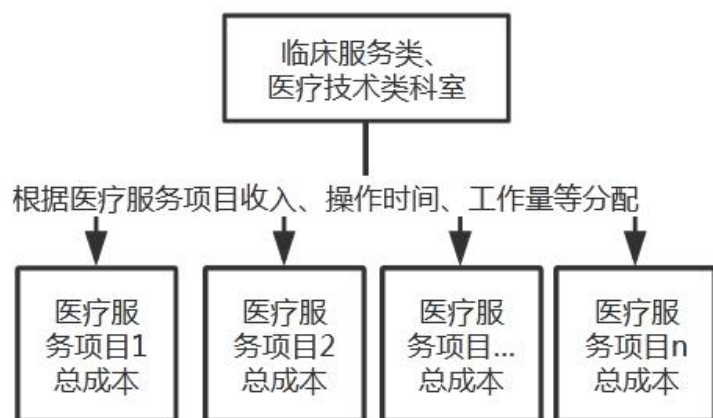 临床服务类、
医疗技术类科室
根据医疗服务项目收入、操作时间、工作量等分配
医疗服
务项目1
总成本
医疗服
务项目2
总成本
医疗服
务项目...
总成本
医疗服
务项目n
总成本